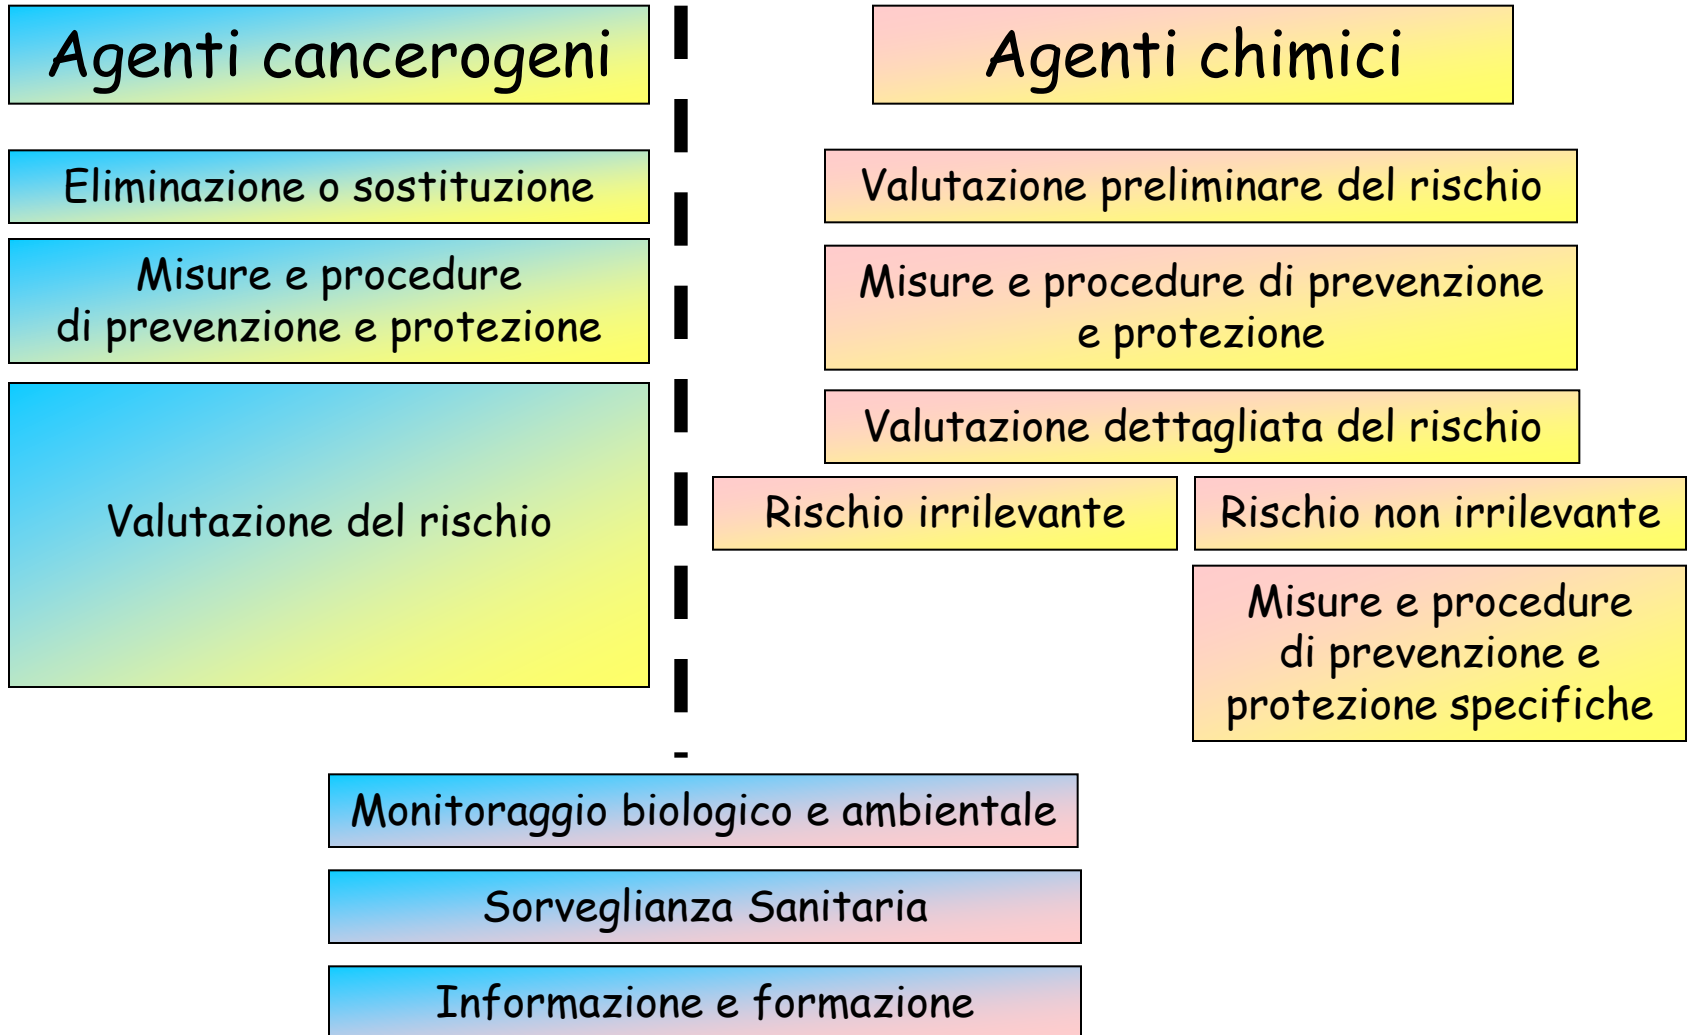 Agenti cancerogeni
Eliminazione o sostituzione
Misure e procedure
di prevenzione e protezione
Valutazione del rischio
Agenti chimici
Valutazione preliminare del rischio
Misure e procedure di prevenzione
e protezione
Valutazione dettagliata del rischio
Rischio irrilevante
Rischio non irrilevante
Misure e procedure
di prevenzione e
protezione specifiche
Monitoraggio biologico e ambientale
Sorveglianza Sanitaria
Informazione e formazione